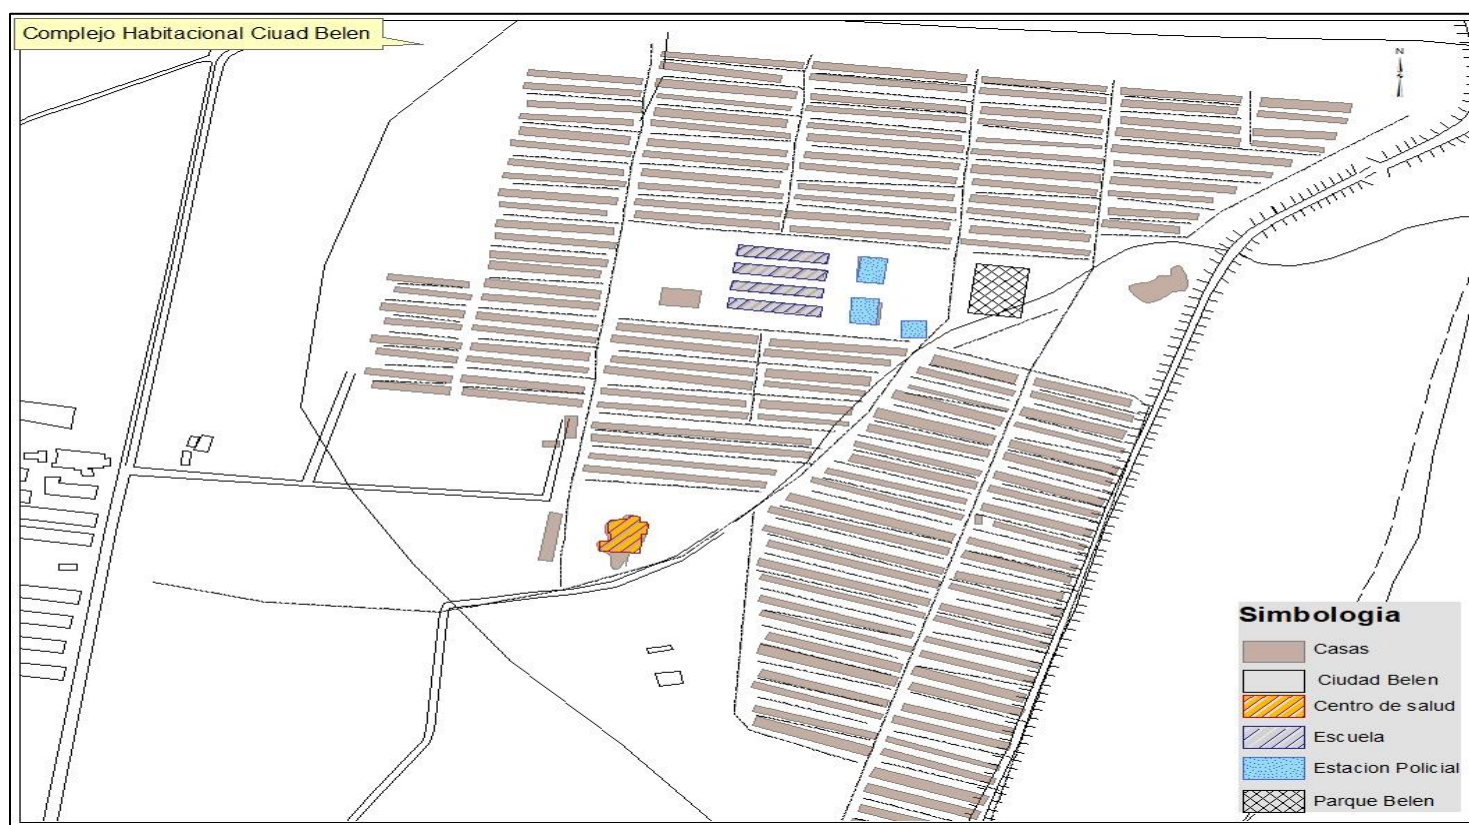 Complejo Habitacional Ciuad Belen
N
Simbologia
Casas
Ciudad Belen
Centro de salud
Escuela
Estacion Policial
Parque Belen